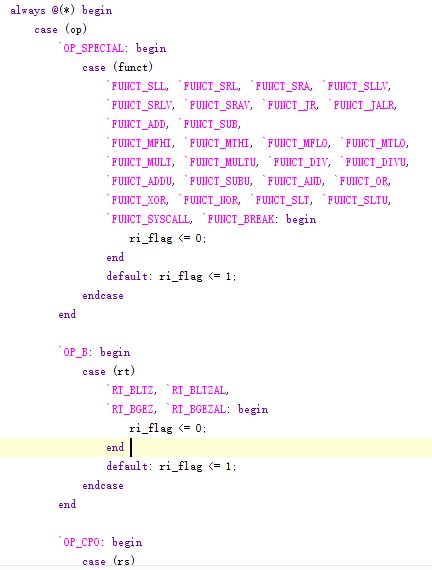 always @(*) begin
case (op)
`OP_SPECIAL: begin
case (funct)
`FUNCT_SLL, `FUNCT_SRL, `FUNCT_SRA, `FUNCT_SLLV,
`FUNCT_SRLV, `FUNCT_SRAV, `FUNCT_JR, `FUNCT_JALR,
`FUNCT_ADD, `FUNCT_SUB,
`FUNCT_MFHI, `FUNCT_MTHI, `FUNCT_MFLO, `FUNCT_MTLO,
`FUNCT_MULT, `FUNCT_MULTU, `FUNCT_DIV, `FUNCT_DIVU,
`FUNCT_ADDU, `FUNCT_SUBU, `FUNCT_AND, `FUNCT_OR,
`FUNCT_XOR, `FUNCT_NOR, `FUNCT_SLT, `FUNCT_SLTU,
`FUNCT_SYSCALL, `FUNCT_BREAK: begin
ri_flag <= 0;
end
default: ri_flag <= 1;
endcase
end
`OP_B: begin
case (rt)
`RT_BLTZ, `RT_BLTZAL,
`RT_BGEZ, `RT_BGEZAL: begin
ri_flag <= 0;
end
default: ri_flag <= 1;
endcase
end
`OP_CP0: begin
case (rs)